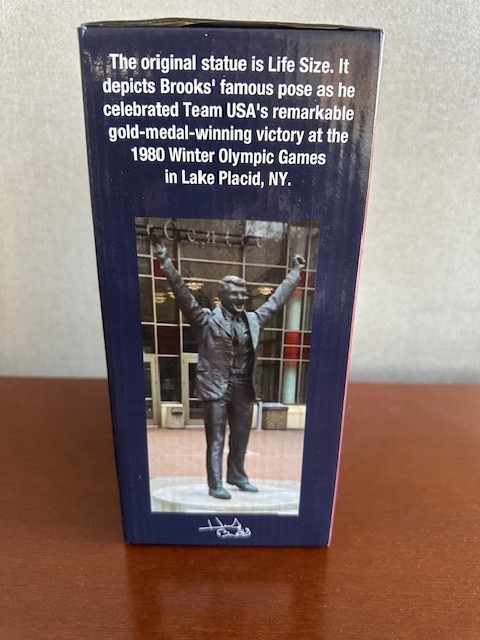 The original statue is Life Size. It
depicts Brooks' famous pose as he
celebrated Team USA's remarkable
gold-medal-winning victory at the
1980 Winter Olympic Games
in Lake Placid, NY.
Center